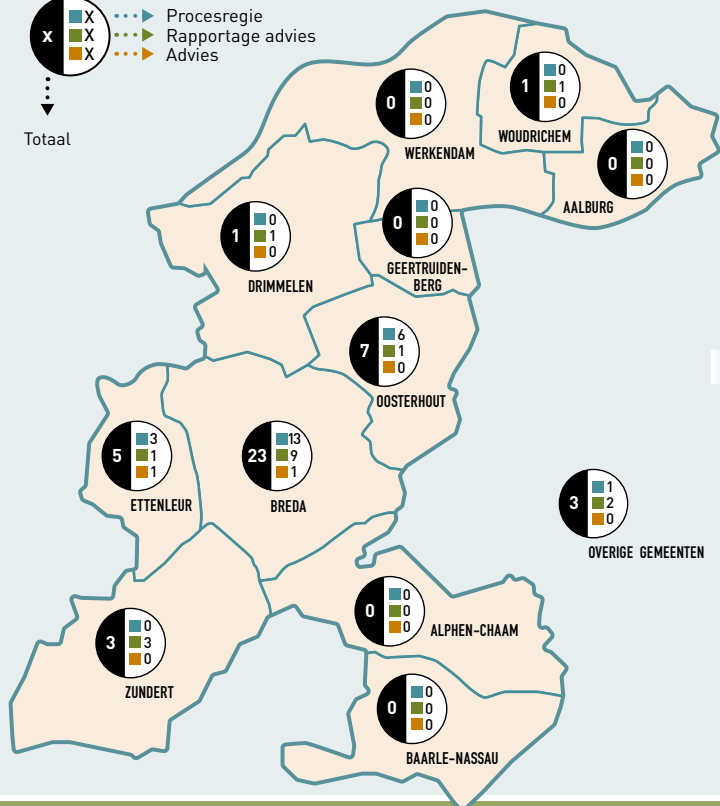 x
X Procesregie
X Rapportage advies
X Advies
Totaal
0
0
0
0
WERKENDAM
1
0
1
0
WOUDRICHEM
0
0
0
0
AALBURG
1
0
1
0
DRIMMELEN
0
0
0
0
GEERTRUIDEN-
BERG
7
6
1
0
OOSTERHOUT
5
3
1
1
ETTENLEUR
23
13
9
1
BREDA
3
1
2
0
OVERIGE GEMEENTEN
3
0
3
0
ZUNDERT
0
0
0
0
ALPHEN-CHAAM
0
0
0
0
BAARLE-NASSAU